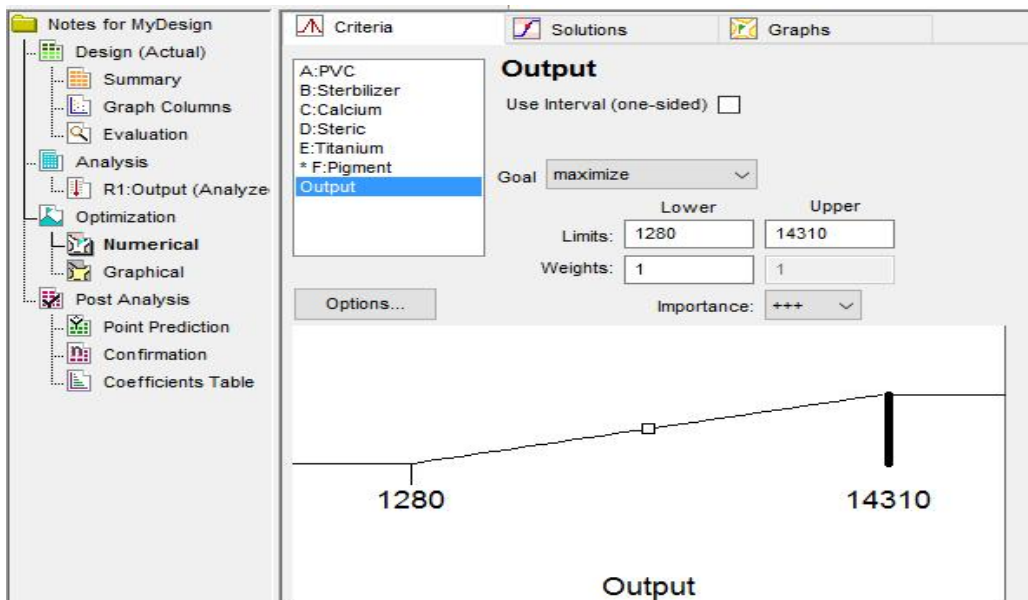 Notes for MyDesign
Design (Actual)
Summary
Graph Columns
Evaluation
Analysis
R1:Output (Analyze
Optimization
Numerical
Graphical
Post Analysis
Point Prediction
Confirmation
Coefficients Table
Criteria
Solutions
Graphs
A:PVC
B:Sterbilizer
C:Calcium
D:Steric
E:Titanium
* F:Pigment
Output
Options...
Output
Use Interval (one-sided)
Goal maximize
Lower Upper
Limits: 1280 14310
Weights: 1 1
Importance: +++
1280 14310
Output